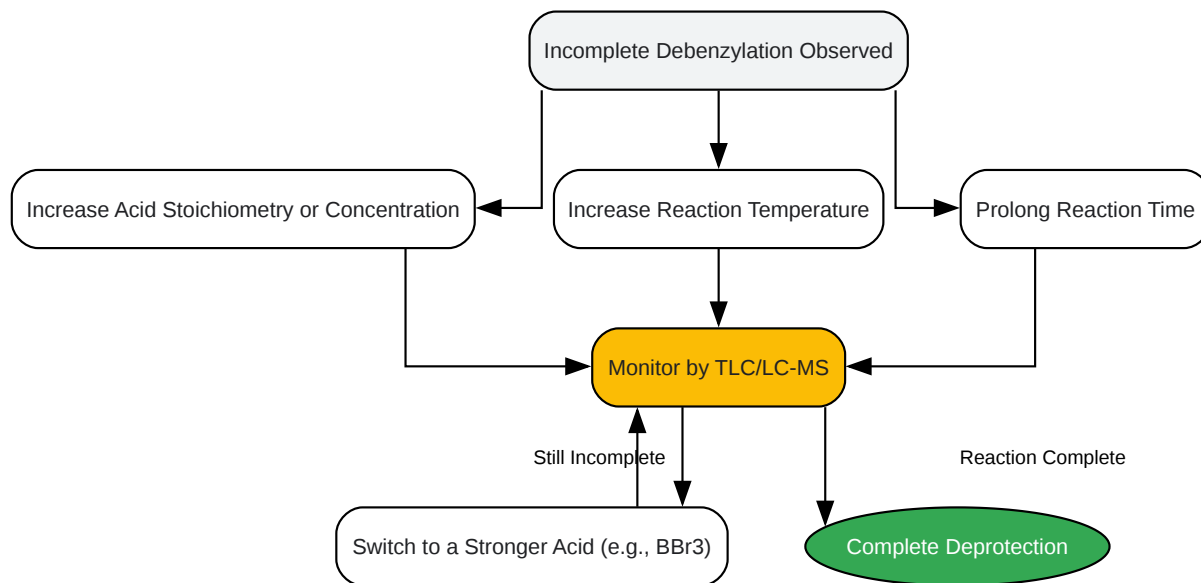 Incomplete Debenzylation Observed
Increase Acid Stoichiometry or Concentration
Increase Reaction Temperature
Prolong Reaction Time
Monitor by TLC/LC-MS
Still Incomplete
Reaction Complete
Switch to a Stronger Acid (e.g., BBr3)
Complete Deprotection